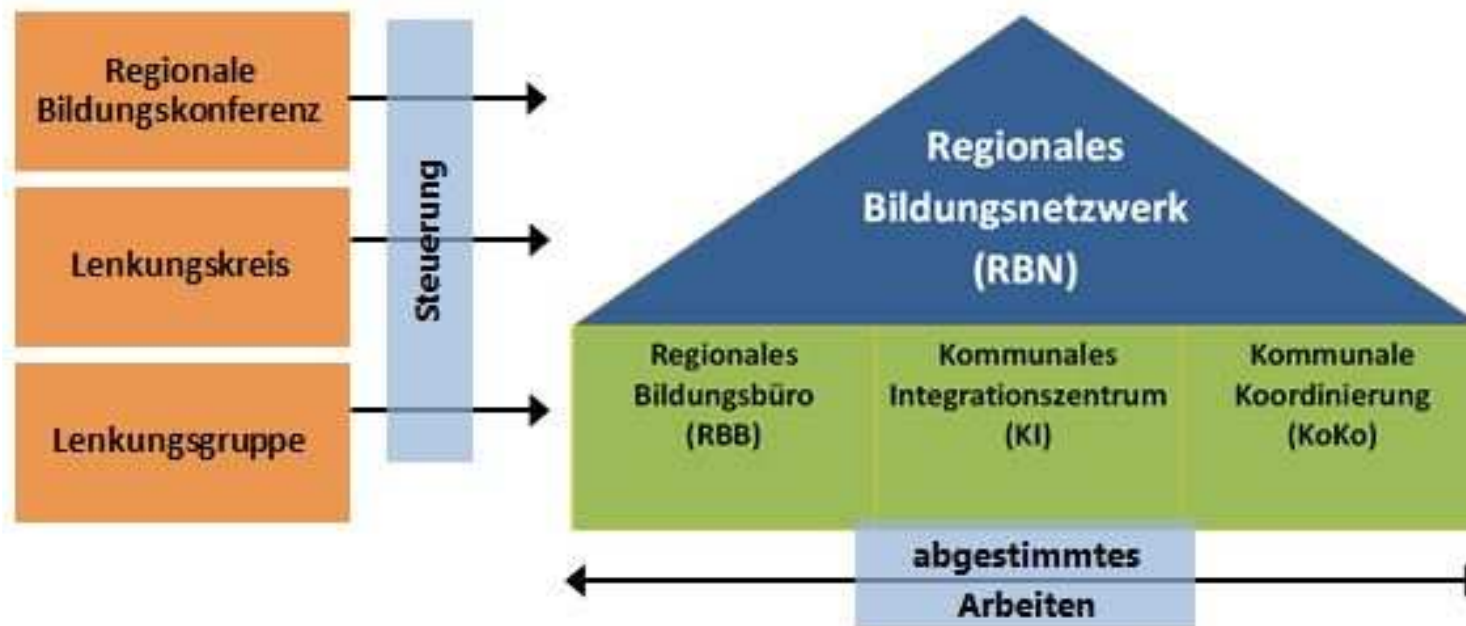 Regionale
Bildungskonferenz
Lenkungskreis
Lenkungsgruppe
Steuerung
Regionales
Bildungsnetzwerk
(RBN)
Regionales
Bildungsbüro
(RBB)
Kommunales
Integrationszentrum
(KI)
Kommunale
Koordinierung
(KoKo)
abgestimmtes
Arbeiten